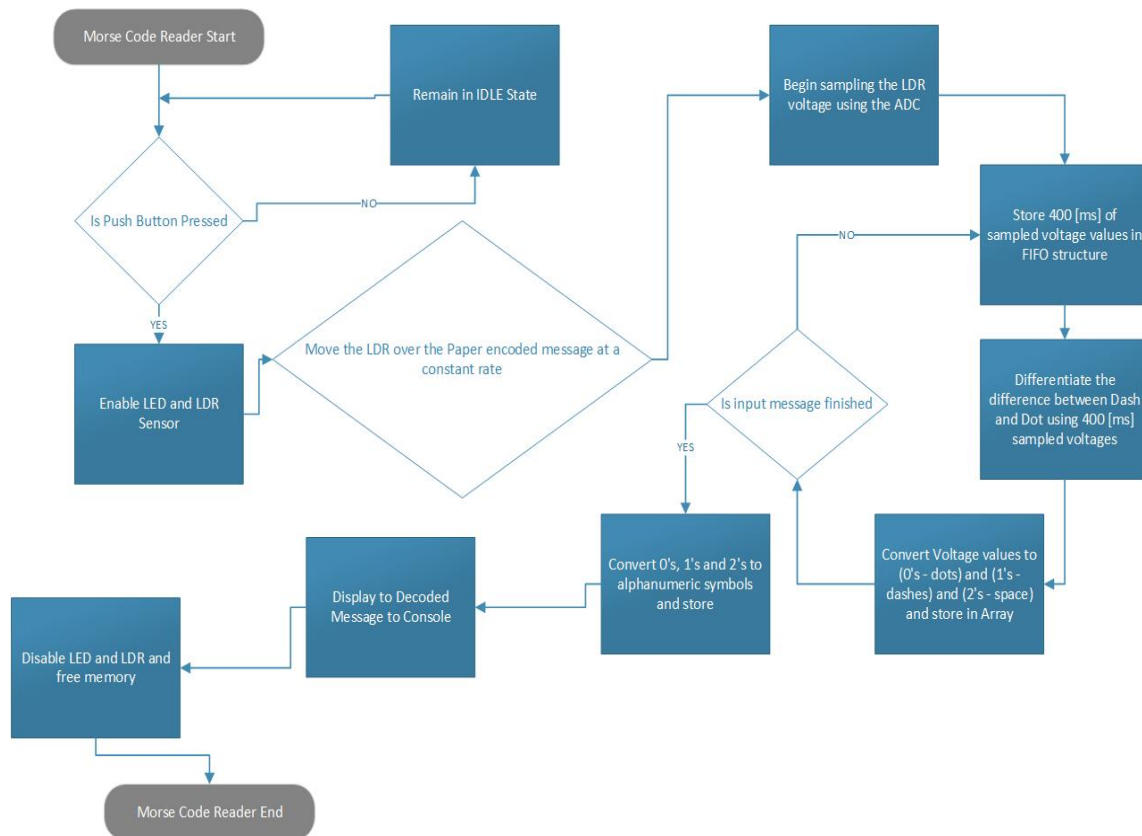 Morse Code Reader Start
Remain in IDLE State
Is Push Button Pressed
NO
YES
Enable LED and LDR
Sensor
Move the LDR over the Paper encoded message at a
constant rate
Begin sampling the LDR
voltage using the ADC
Store 400 [ms] of
sampled voltage values in
FIFO structure
Differentiate the
difference between Dash
and Dot using 400 [ms]
sampled voltages
Convert Voltage values to
(0's - dots) and (1's -
dashes) and (2's - space)
and store in Array
Is input message finished
NO
YES
Convert 0's, 1's and 2's to
alphanumeric symbols
and store
Display to Decoded
Message to Console
Disable LED and LDR and
free memory
Morse Code Reader End